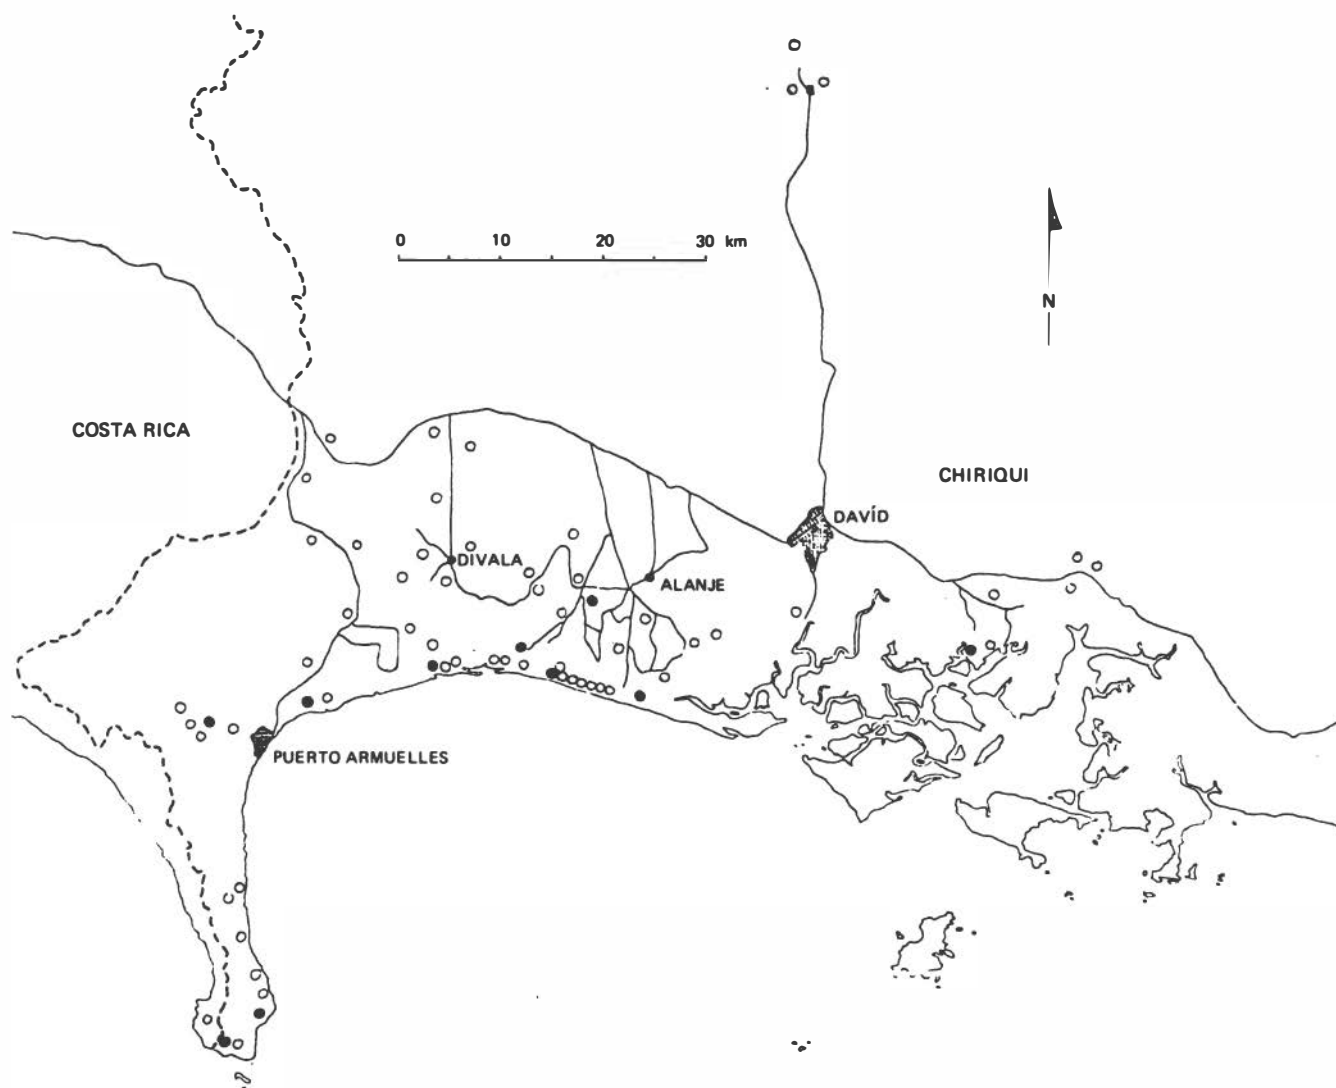 0 10 20 30 km
N
COSTA RICA
CHIRIQUI
DAVÍD
DIVALA
ALANJE
PUERTO ARMUELLES